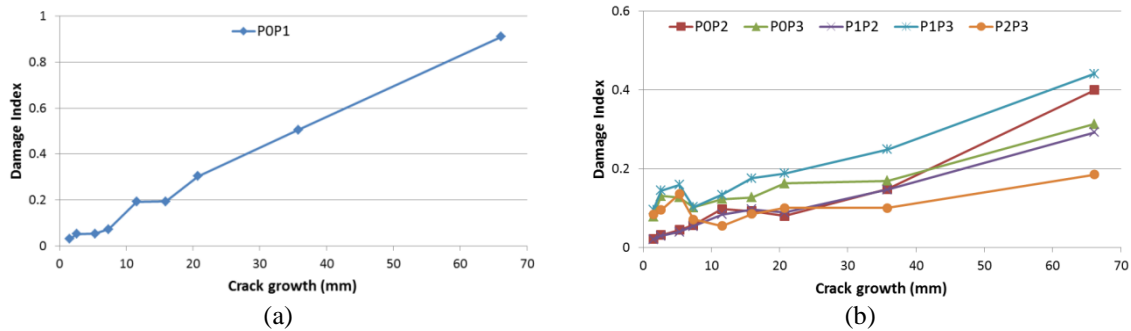 P0P1
1
0.8
0.6
0.4
0.2
0
Damage Index
0 10 20 30 40 50 60 70
Crack growth (mm)
(a)
P0P2 P0P3 P1P2 P1P3 P2P3
0.6
0.4
0.2
0
Damage Index
0 10 20 30 40 50 60 70
Crack growth (mm)
(b)